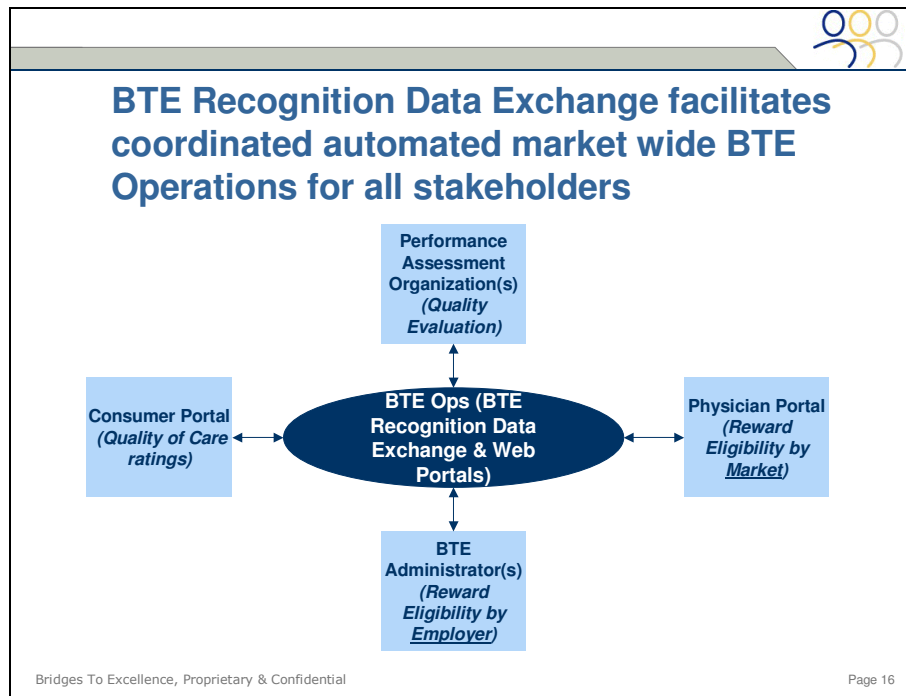 BTE Recognition Data Exchange facilitates
coordinated automated market wide BTE
Operations for all stakeholders
Performance
Assessment
Organization(s)
(Quality
Evaluation)
Consumer Portal
(Quality of Care
ratings)
BTE Ops (BTE
Recognition Data
Exchange & Web
Portals)
Physician Portal
(Reward
Eligibility by
Market)
BTE
Administrator(s)
(Reward
Eligibility by
Employer)
Bridges To Excellence, Proprietary & Confidential
Page 16